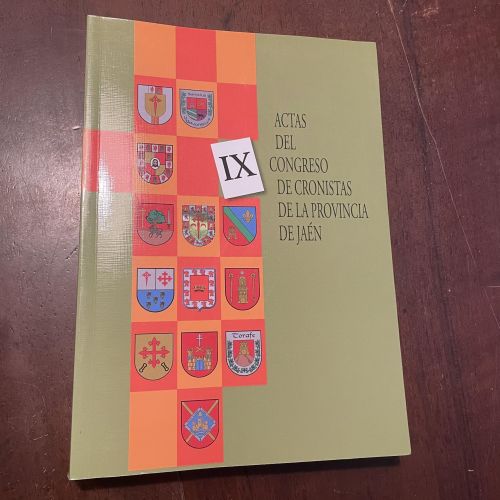 IX
ACTAS
DEL
CONGRESO
DE CRONISTAS
DE LA PROVINCIA
DE JAÉN
Torafe